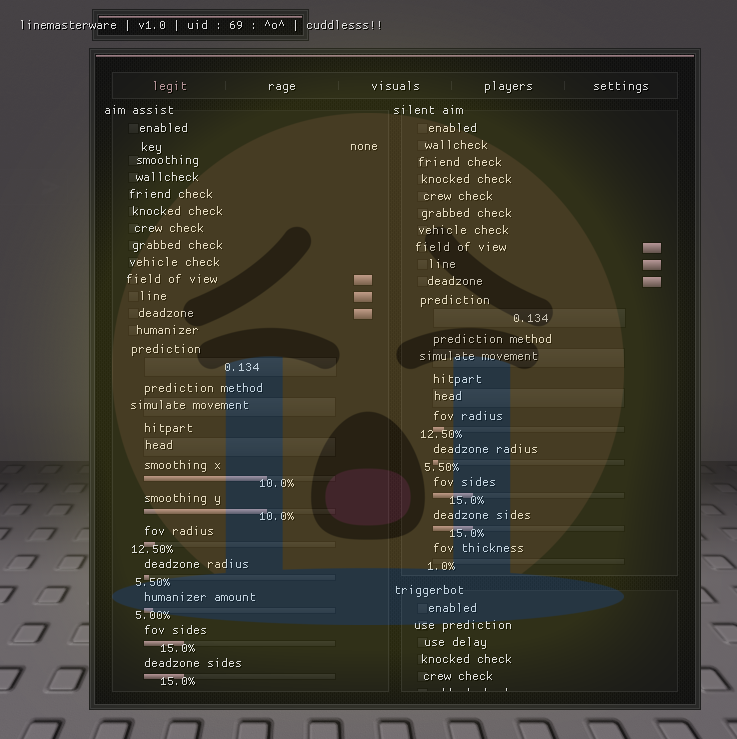 linemasterware | v1.0 | uid : 69 : ^o^ | cuddlesss!!
legit rage visuals players settings
aim assist
enabled
key none
smoothing
wallcheck
friend check
knocked check
crew check
grabbed check
vehicle check
field of view
line
deadzone
humanizer
prediction
0.134
prediction method
simulate movement
hitpart
head
smoothing x
10.0%
smoothing y
10.0%
fov radius
12.50%
deadzone radius
5.50%
humanizer amount
5.00%
fov sides
15.0%
deadzone sides
15.0%
silent aim
enabled
wallcheck
friend check
knocked check
crew check
grabbed check
vehicle check
field of view
line
deadzone
prediction
0.134
prediction method
simulate movement
hitpart
head
fov radius
12.50%
deadzone radius
5.50%
fov sides
15.0%
deadzone sides
15.0%
fov thickness
1.0%
triggerbot
enabled
use prediction
use delay
knocked check
crew check